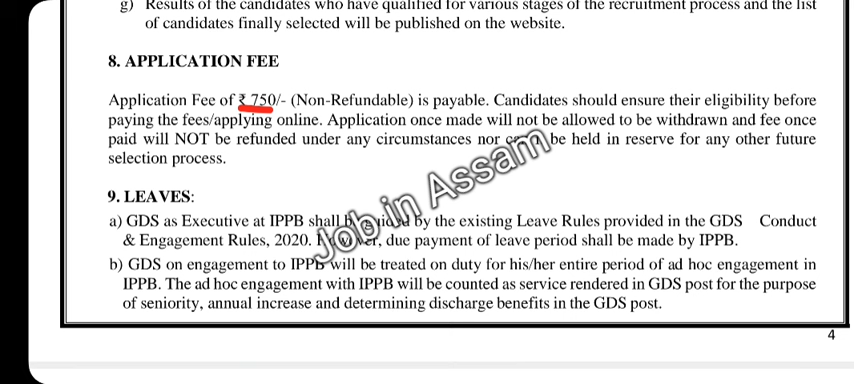 g) Results of the candidates who have qualified for various stages of the recruitment process and the list
of candidates finally selected will be published on the website.
8. APPLICATION FEE
Application Fee of ₹ 750/- (Non-Refundable) is payable. Candidates should ensure their eligibility before
paying the fees/applying online. Application once made will not be allowed to be withdrawn and fee once
paid will NOT be refunded under any circumstances nor be held in reserve for any other future
selection process.
Job in Assam
9. LEAVES:
a) GDS as Executive at IPPB shall by the existing Leave Rules provided in the GDS Conduct
& Engagement Rules, 2020. due payment of leave period shall be made by IPPB.
b) GDS on engagement to IPPB will be treated on duty for his/her entire period of ad hoc engagement in
IPPB. The ad hoc engagement with IPPB will be counted as service rendered in GDS post for the purpose
of seniority, annual increase and determining discharge benefits in the GDS post.
4